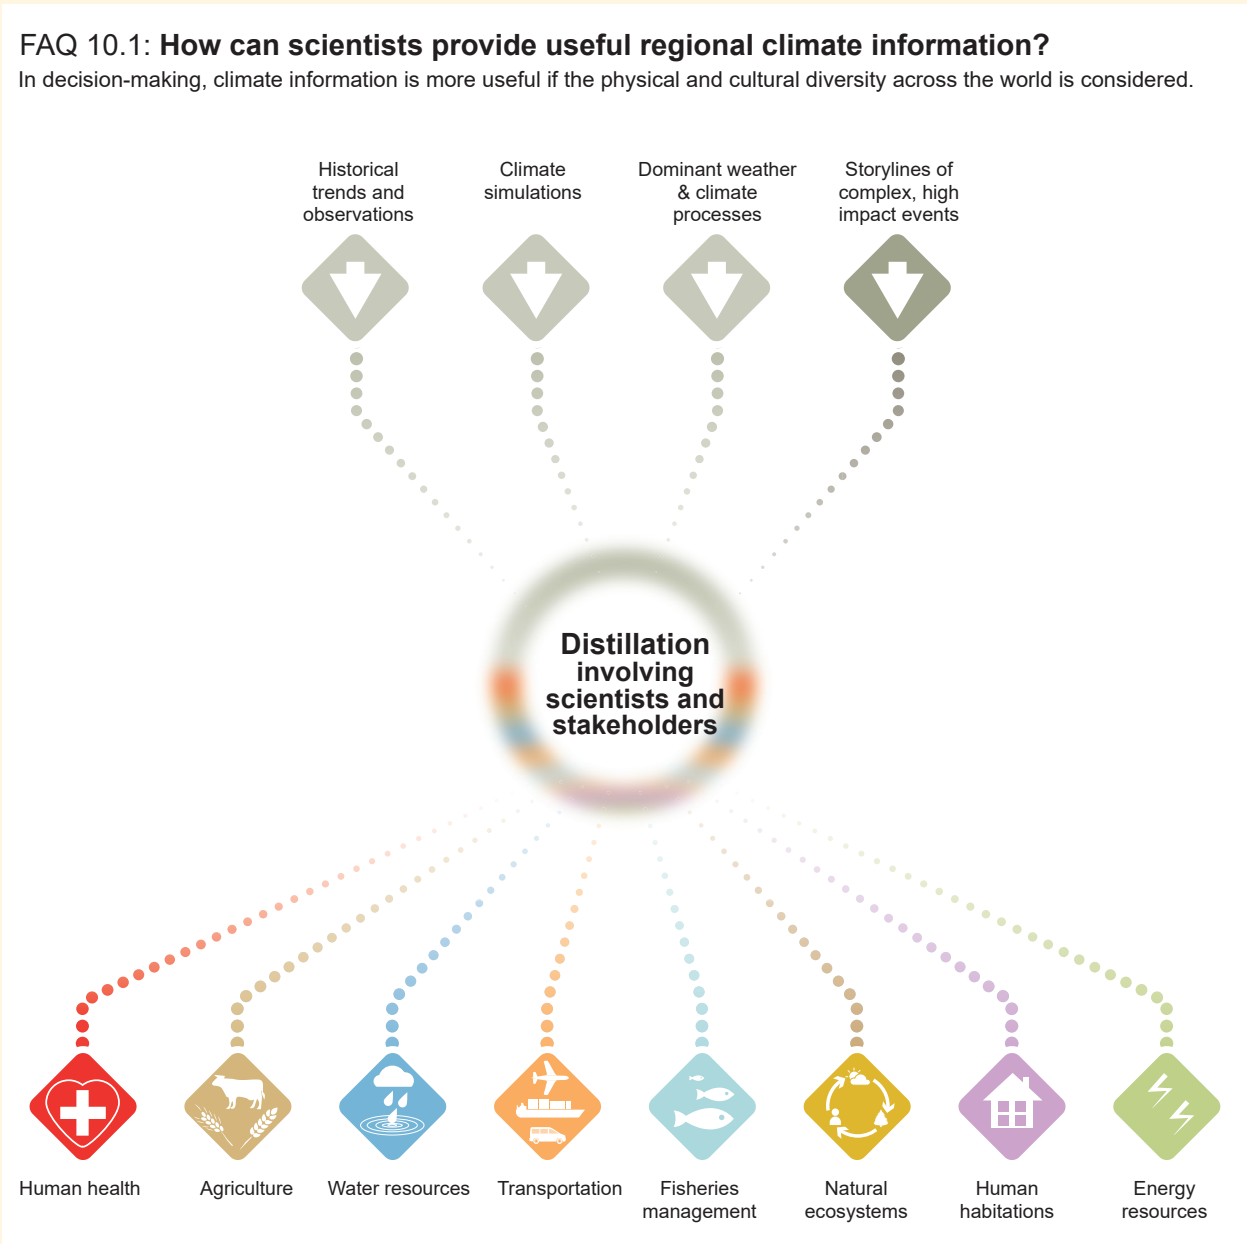 FAQ 10.1: How can scientists provide useful regional climate information?
In decision-making, climate information is more useful if the physical and cultural diversity across the world is considered.
Historical
trends and
observations
Climate
simulations
Dominant weather
& climate
processes
Storylines of
complex, high
impact events
Distillation
involving
scientists and
stakeholders
Human health
Agriculture
Water resources
Transportation
Fisheries
management
Natural
ecosystems
Human
habitations
Energy
resources